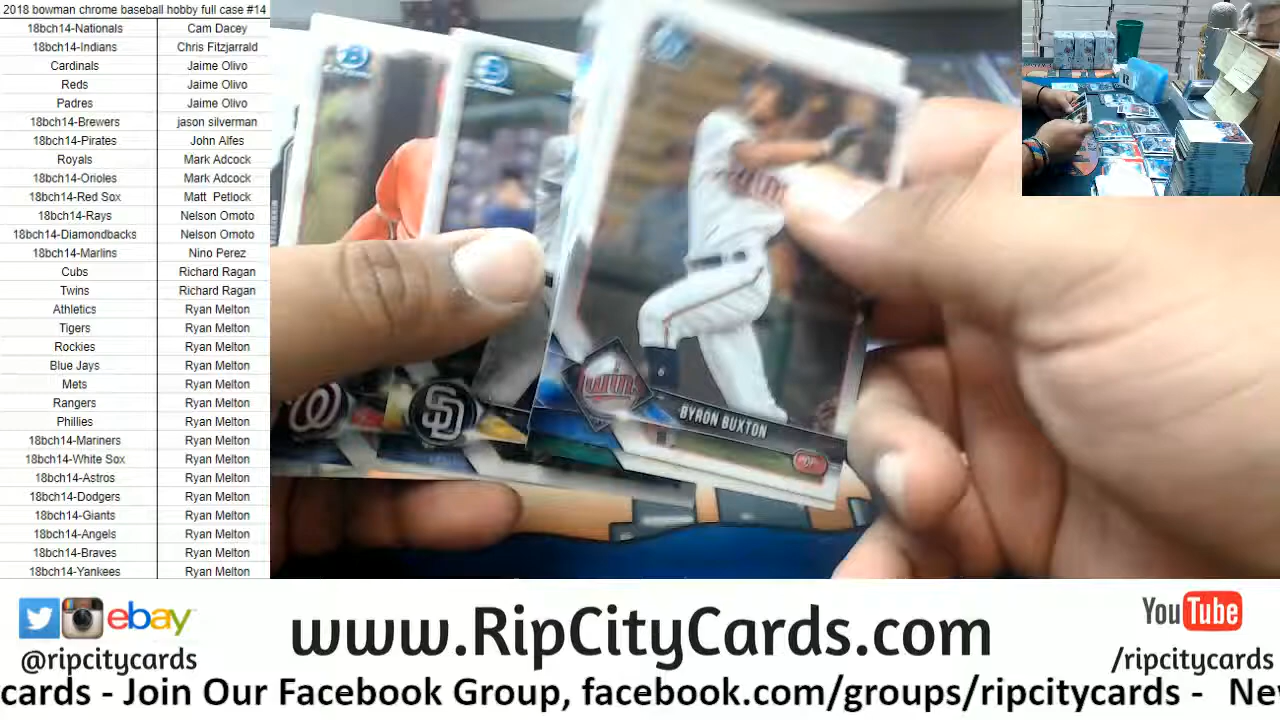 2018 bowman chrome baseball hobby full case #14
18bch14-Nationals Cam Dacey
18bch14-Indians Chris Fitzjarrald
Cardinals Jaime Olivo
Reds Jaime Olivo
Padres Jaime Olivo
18bch14-Brewers jason silverman
18bch14-Pirates John Alfes
Royals Mark Adcock
18bch14-Orioles Mark Adcock
18bch14-Red Sox Matt Petlock
18bch14-Rays Nelson Omoto
18bch14-Diamondbacks Nelson Omoto
18bch14-Marlins Nino Perez
Cubs Richard Ragan
Twins Richard Ragan
Athletics Ryan Melton
Tigers Ryan Melton
Rockies Ryan Melton
Blue Jays Ryan Melton
Mets Ryan Melton
Rangers Ryan Melton
Phillies Ryan Melton
18bch14-Mariners Ryan Melton
18bch14-White Sox Ryan Melton
18bch14-Astros Ryan Melton
18bch14-Dodgers Ryan Melton
18bch14-Giants Ryan Melton
18bch14-Angels Ryan Melton
18bch14-Braves Ryan Melton
18bch14-Yankees Ryan Melton
Twins
BYRON BUXTON
OF
W
SD
ebay
@ripcitycards
www.RipCityCards.com
YouTube
/ripcitycards
cards - Join Our Facebook Group, facebook.com/groups/ripcitycards - Nev